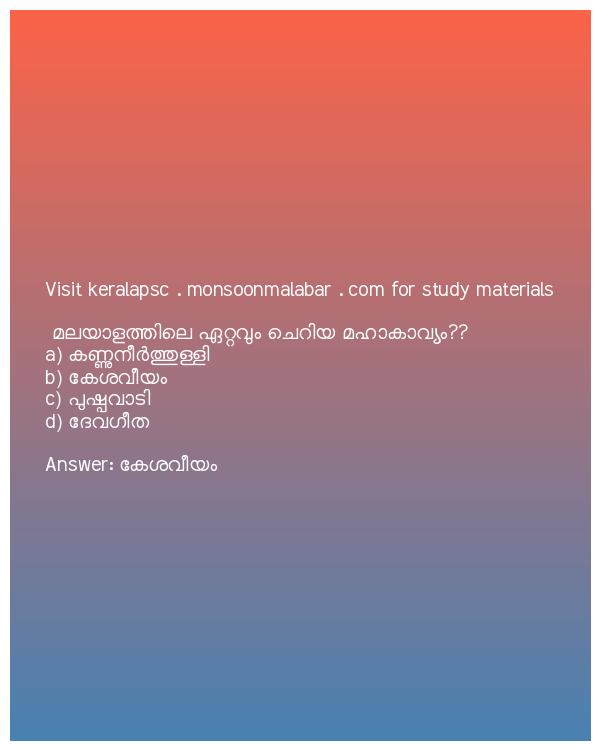 Visit keralapsc . monsoonmalabar . com for study materials
മലയാളത്തിലെ ഏറ്റവും ചെറിയ മഹാകാവ്യം??
a) കണ്ണുനീർത്തുള്ളി
b) കേശവീയം
c) പുഷ്പവാടി
d) ദേവഗീത
Answer: കേശവീയം